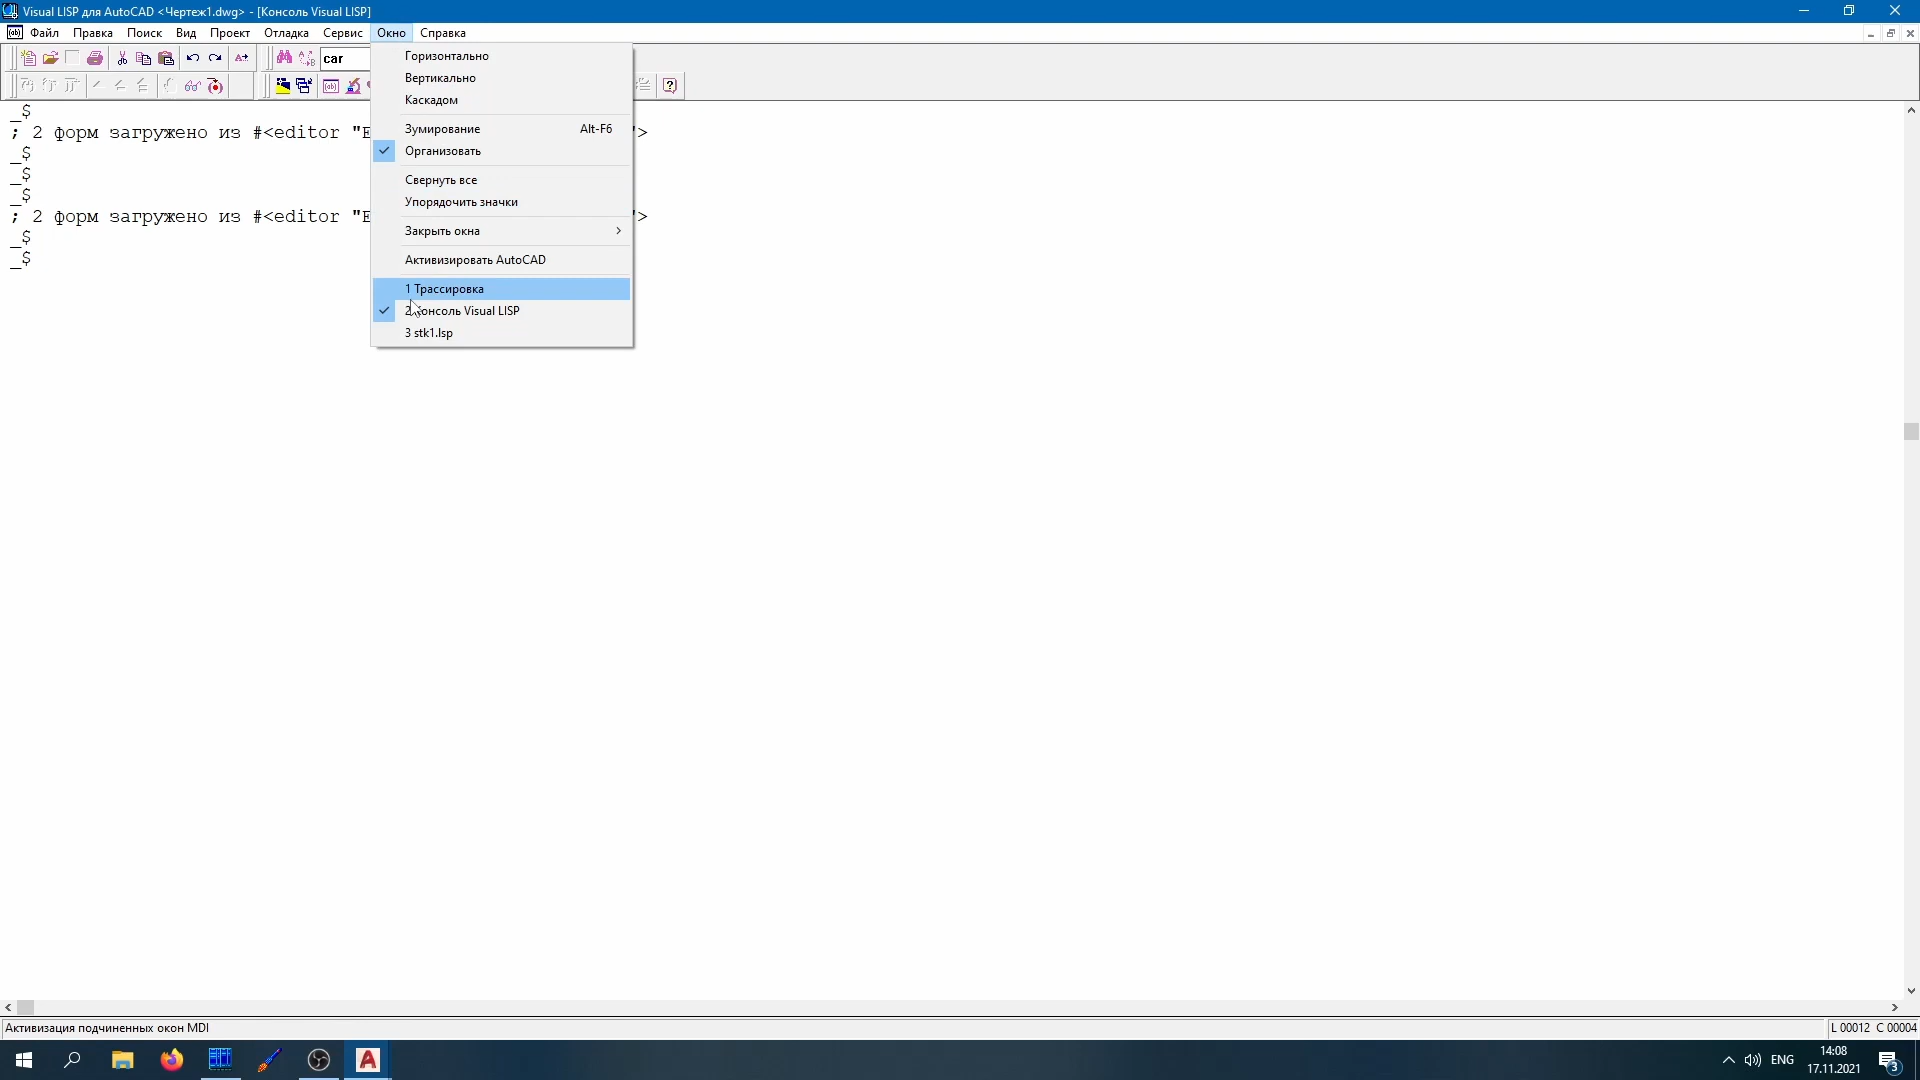 Visual LISP для AutoCAD <Чертеж1.dwg> - [Консоль Visual LISP]
Файл Правка Поиск Вид Проект Отладка Сервис Окно Справка
car
_$
; 2 форм загружено из #<editor "E
">
_$
_$
_$
; 2 форм загружено из #<editor "E
">
_$
_$
Горизонтально
Вертикально
Каскадом
Зумирование Alt-F6
Организовать
Свернуть все
Упорядочить значки
Закрыть окна
Активизировать AutoCAD
1 Трассировка
2 Консоль Visual LISP
3 stk1.lsp
Активизация подчиненных окон MDI
L 00012 C 00004
ENG
14:08
17.11.2021
3